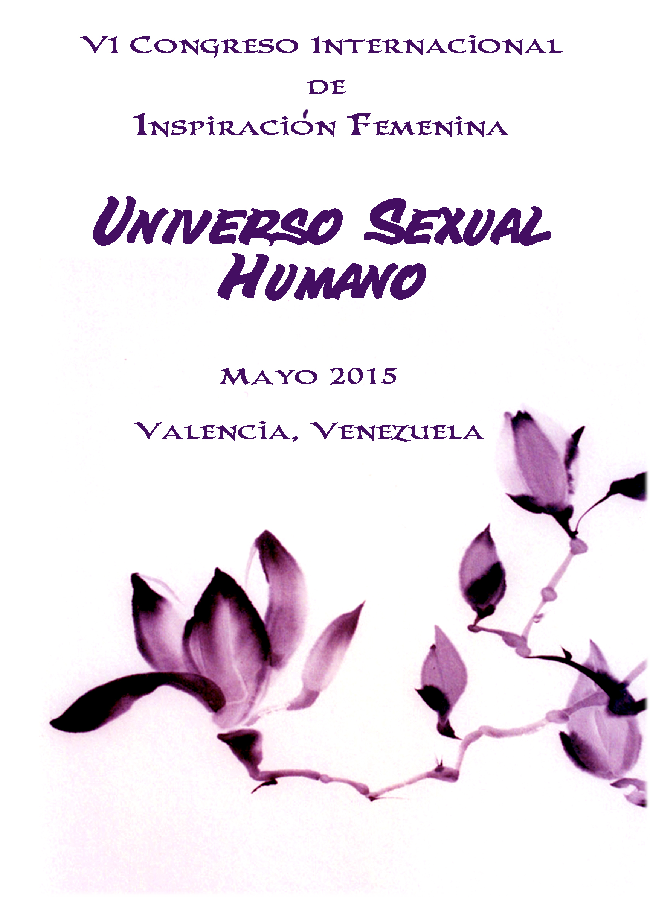 VI Congreso Internacional
de
Inspiración Femenina
Universo Sexual
Humano
Mayo 2015
Valencia, Venezuela